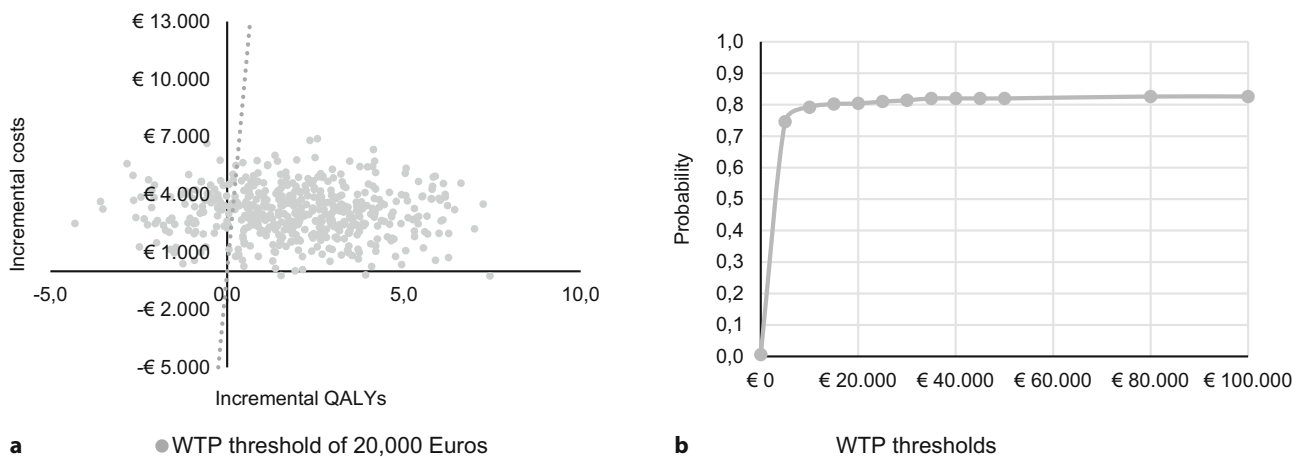 Incremental costs
€ 13.000
€ 10.000
€ 7.000
€ 4.000
€ 1.000
-€ 2.000
-€ 5.000
-5,0 0,0 5,0 10,0
Incremental QALYs
a WTP threshold of 20,000 Euros
Probability
1,0
0,9
0,8
0,7
0,6
0,5
0,4
0,3
0,2
0,1
0,0
€ 0 € 20.000 € 40.000 € 60.000 € 80.000 € 100.000
b WTP thresholds